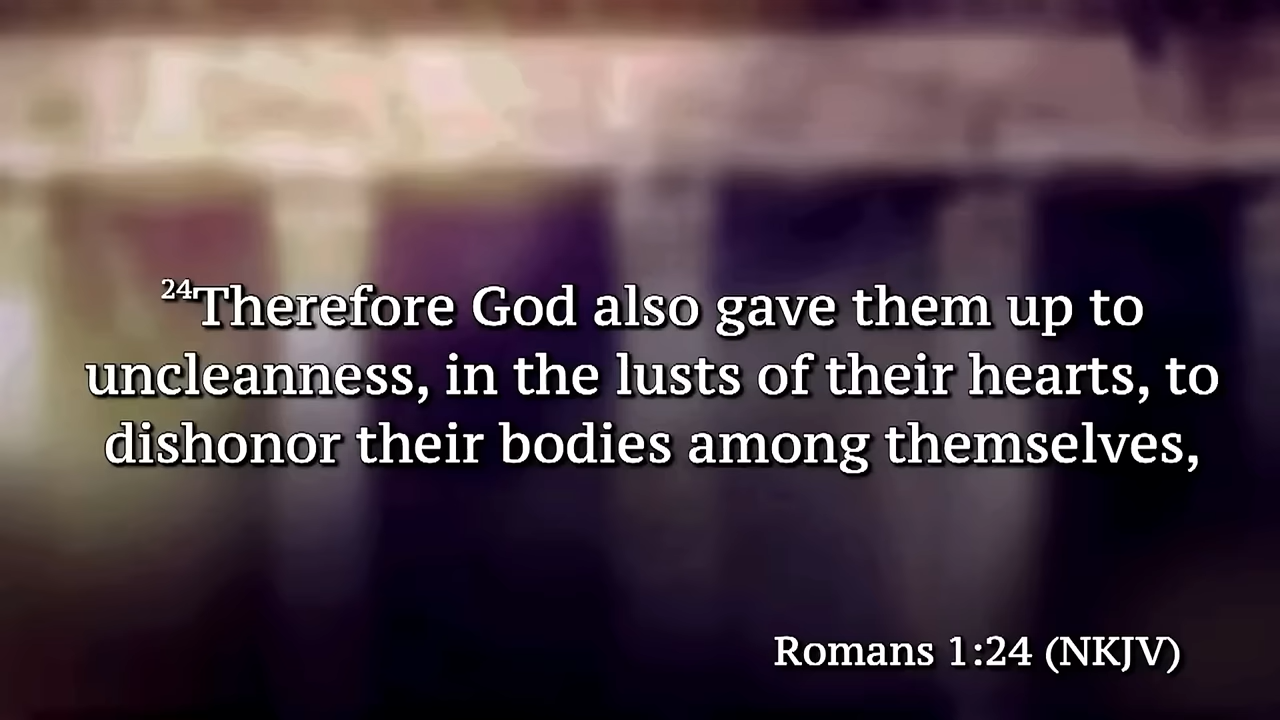 24Therefore God also gave them up to
uncleanness, in the lusts of their hearts, to
dishonor their bodies among themselves,
Romans 1:24 (NKJV)